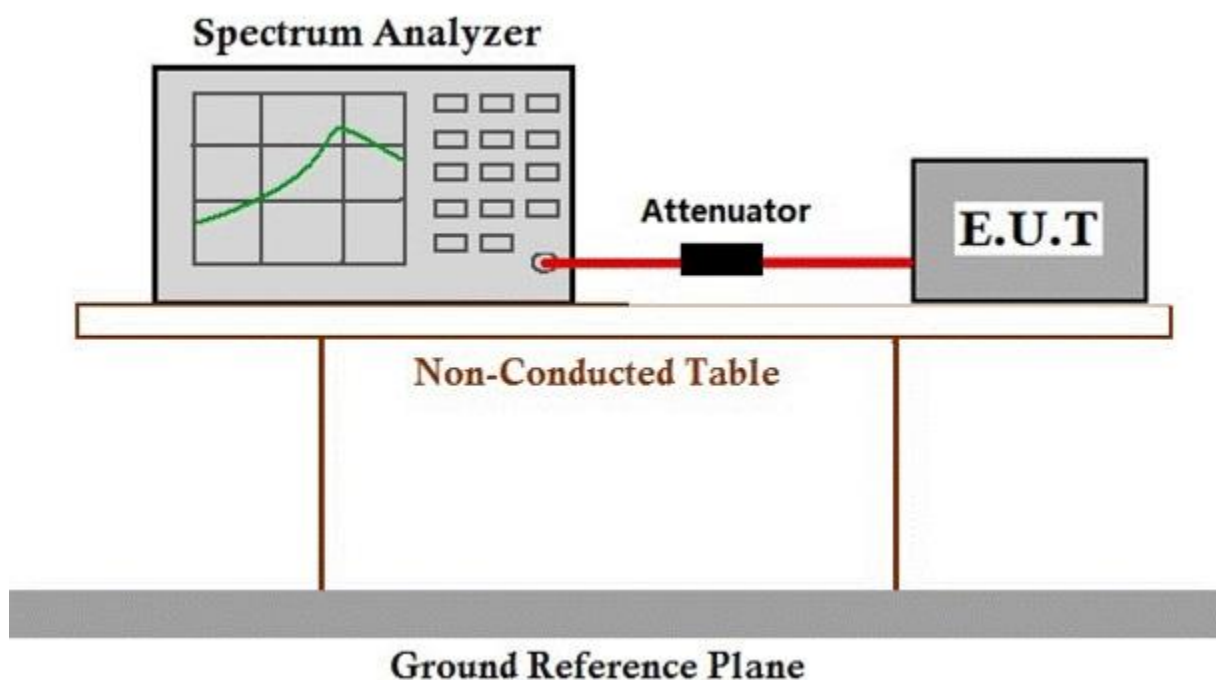 Spectrum Analyzer
Attenuator
E.U.T
Non-Conducted Table
Ground Reference Plane